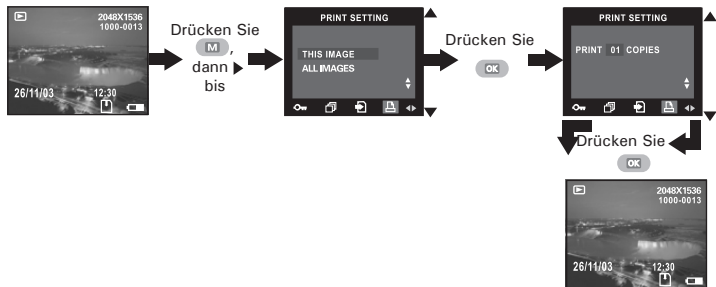 2048X1536
1000-0013
26/11/03
12:30
Drücken Sie
M ,
dann
bis
PRINT SETTING
THIS IMAGE
ALL IMAGES
Drücken Sie
OK
PRINT SETTING
PRINT 01 COPIES
Drücken Sie
OK
2048X1536
1000-0013
26/11/03
12:30